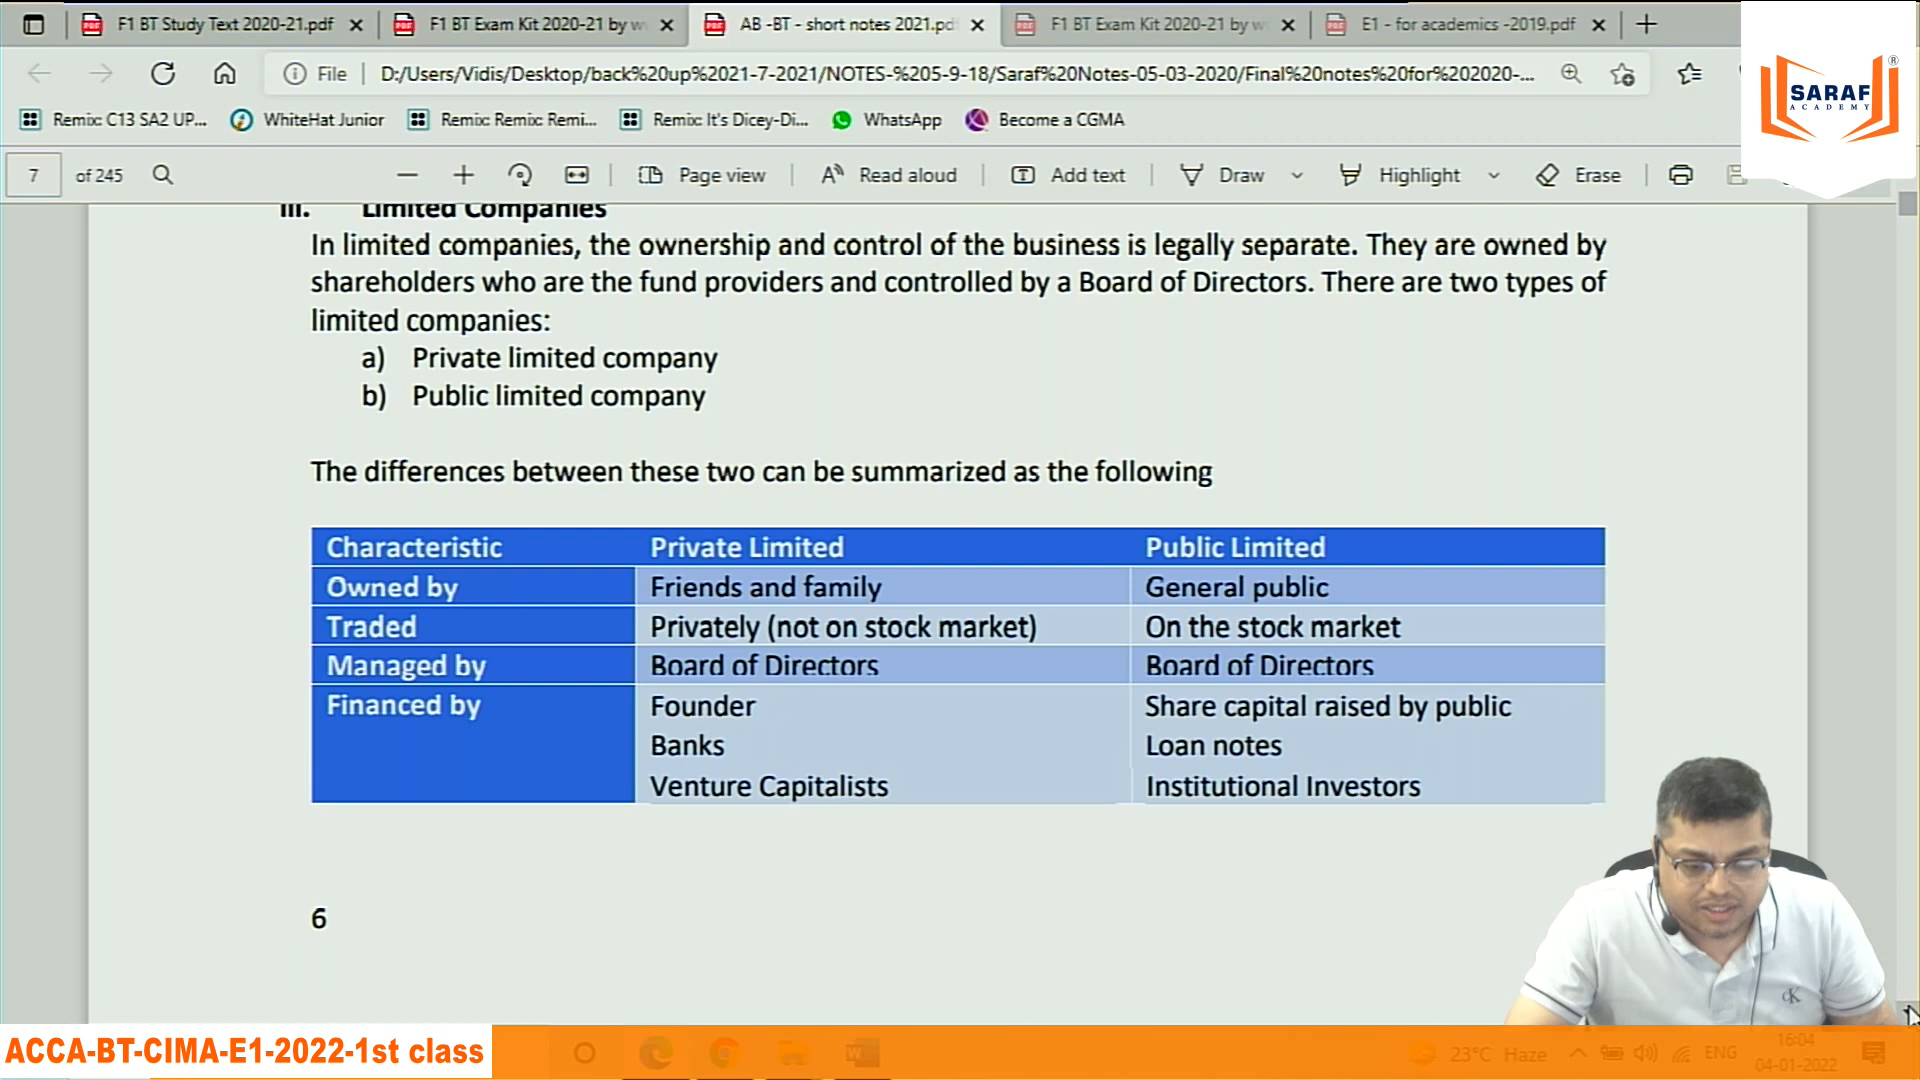 F1 BT Study Text 2020-21.pdf
F1 BT Exam Kit 2020-21 by w
AB -BT - short notes 2021.pd
F1 BT Exam Kit 2020-21 by w
E1 - for academics -2019.pdf
File
D:/Users/Vidis/Desktop/back%20up%2021-7-2021/NOTES-%205-9-18/Saraf%20Notes-05-03-2020/Final%20notes%20for%202020-...
SARAF
ACADEMY
®
Remix: C13 SA2 UP...
WhiteHat Junior
Remix: Remix: Remi...
Remix: It's Dicey-Di...
WhatsApp
Become a CGMA
7 of 245
Page view
Read aloud
Add text
Draw
Highlight
Erase
III. Limited Companies
In limited companies, the ownership and control of the business is legally separate. They are owned by
shareholders who are the fund providers and controlled by a Board of Directors. There are two types of
limited companies:
a) Private limited company
b) Public limited company
The differences between these two can be summarized as the following
Characteristic Private Limited Public Limited
Owned by Friends and family General public
Traded Privately (not on stock market) On the stock market
Managed by Board of Directors Board of Directors
Financed by Founder Share capital raised by public
Banks Loan notes
Venture Capitalists Institutional Investors
6
cK
ACCA-BT-CIMA-E1-2022-1st class
23°C Haze
ENG
16:04
04-01-2022